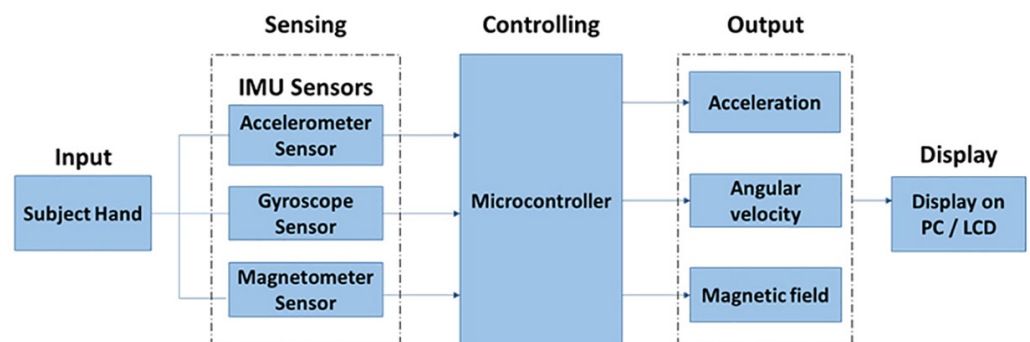 Sensing
Controlling
Output
IMU Sensors
Accelerometer
Sensor
Acceleration
Input
Display
Subject Hand
Gyroscope
Sensor
Microcontroller
Angular
velocity
Display on
PC / LCD
Magnetometer
Sensor
Magnetic field